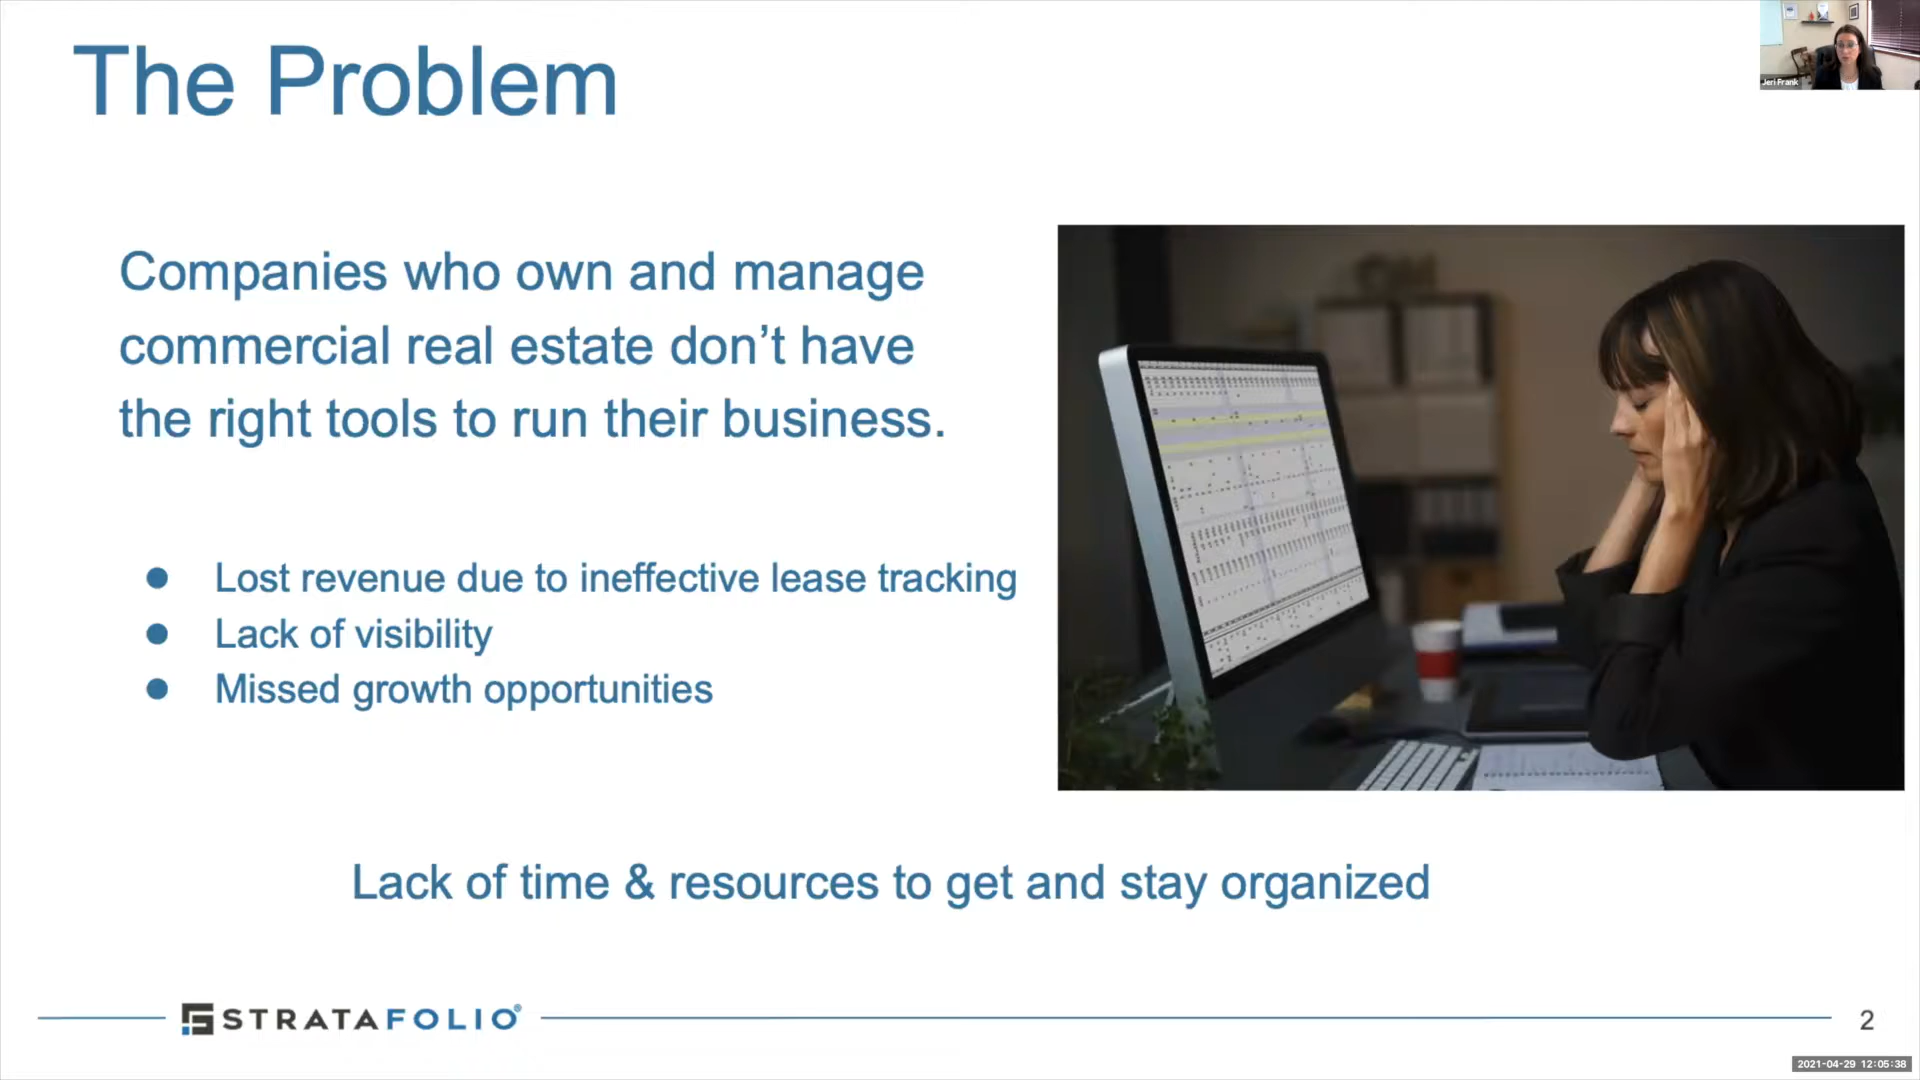 The Problem
Jeri Frank
Companies who own and manage
commercial real estate don’t have
the right tools to run their business.
● Lost revenue due to ineffective lease tracking
● Lack of visibility
● Missed growth opportunities
Lack of time & resources to get and stay organized
STRATAFOLIO®
2
2021-04-29 12:05:38